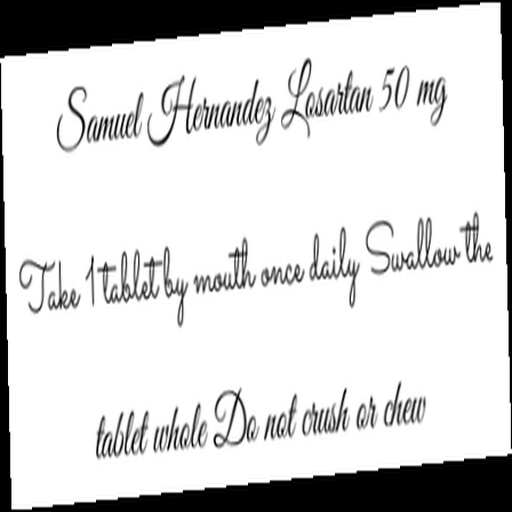 Samuel Hernandez Losartan 50 mg
Take 1 tablet by mouth once daily Swallow the
tablet whole Do not crush or chew